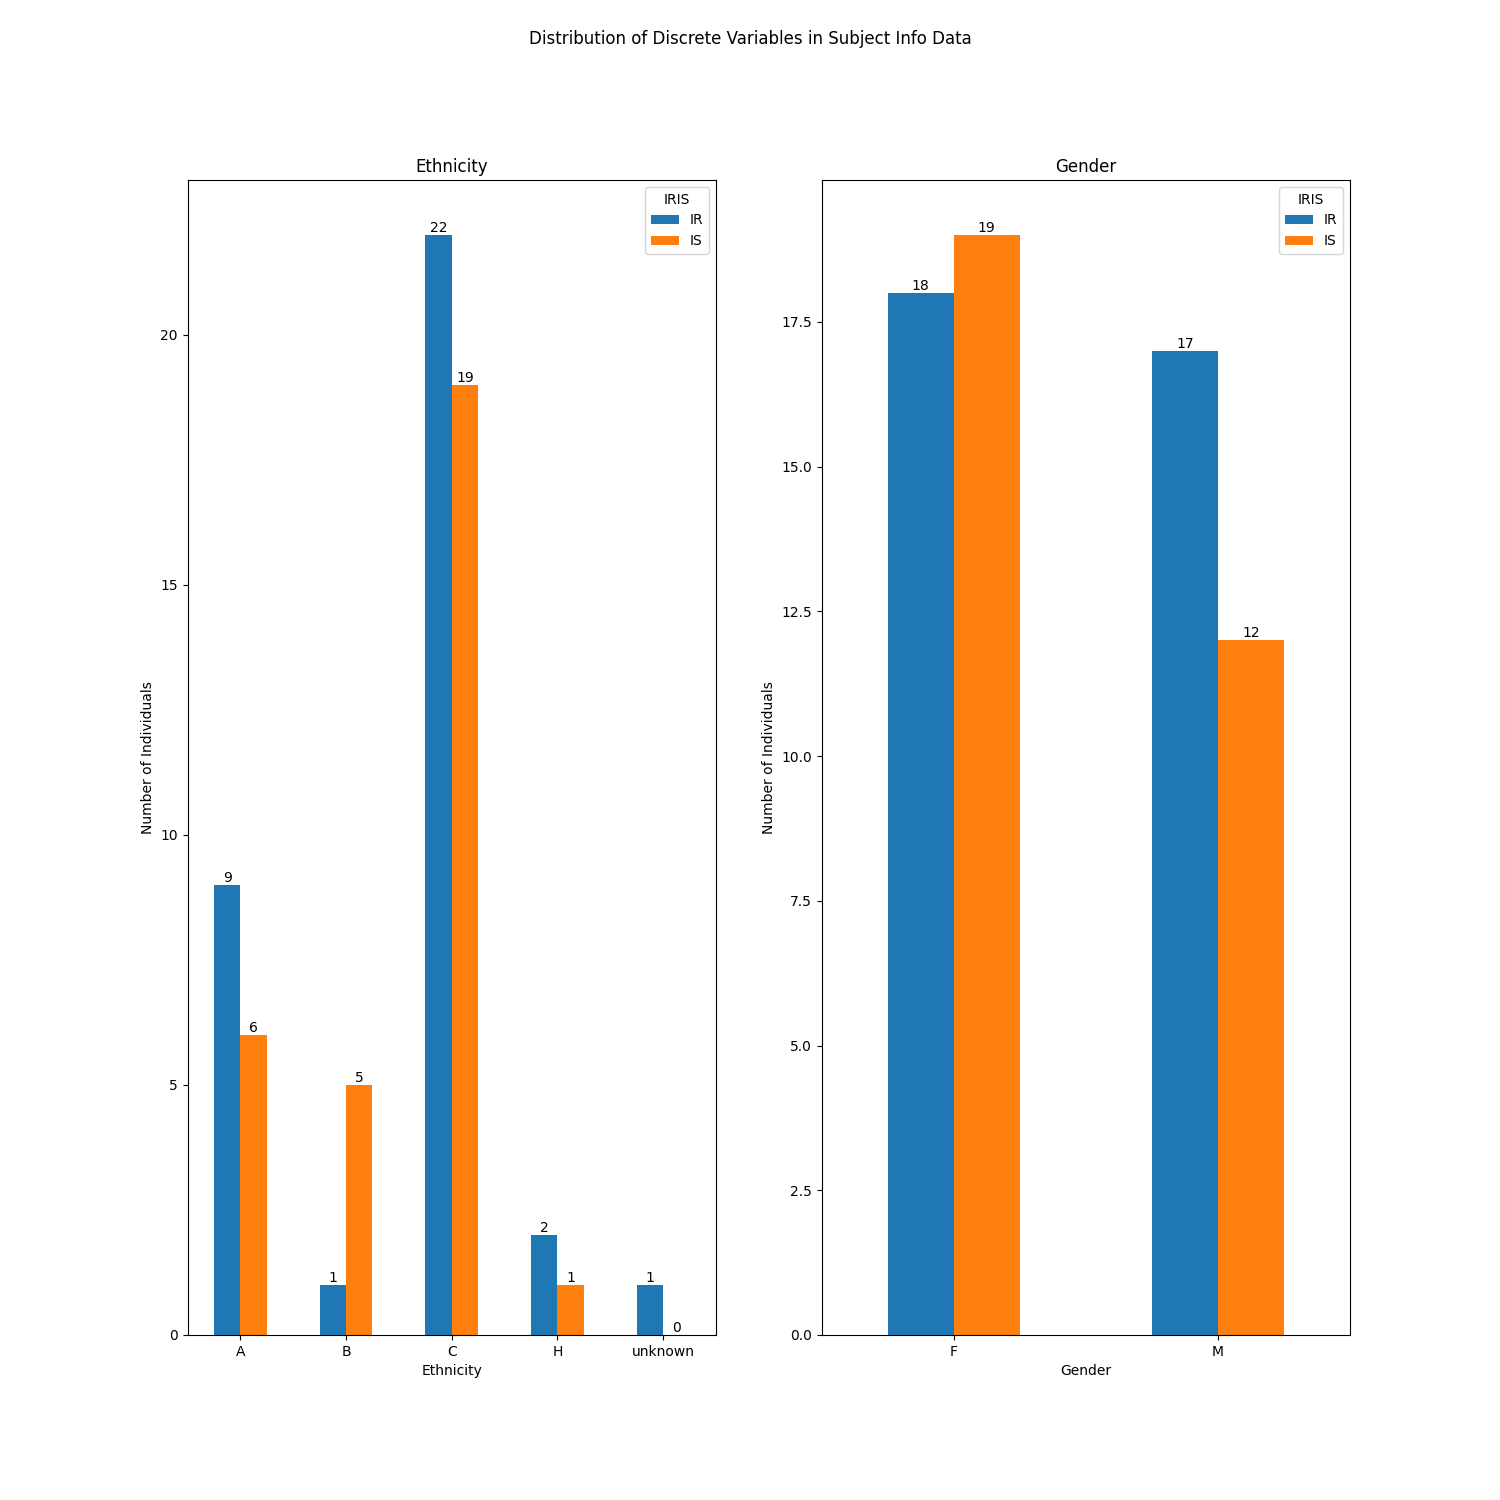 Distribution of Discrete Variables in Subject Info Data
Ethnicity
IRIS
IR
IS
22
19
9
6
1
5
2
1
1
0
20
15
10
5
0
Number of Individuals
A B C H unknown
Ethnicity
Gender
IRIS
IR
IS
18
19
17
12
17.5
15.0
12.5
10.0
7.5
5.0
2.5
0.0
Number of Individuals
F M
Gender